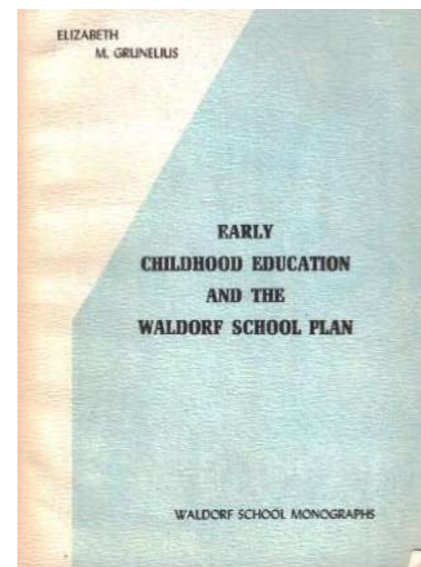 ELIZABETH
M. GRUNELIUS
EARLY
CHILDHOOD EDUCATION
AND THE
WALDORF SCHOOL PLAN
WALDORF SCHOOL MONOGRAPHS